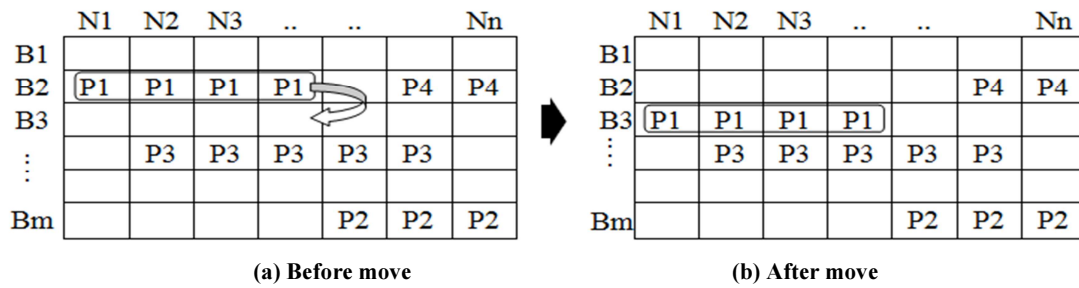 N1 N2 N3 .. .. Nn
B1
B2 P1 P1 P1 P1 P4 P4
B3
⋮ P3 P3 P3 P3 P3
Bm P2 P2 P2
(a) Before move
N1 N2 N3 .. .. Nn
B1
B2 P4 P4
B3 P1 P1 P1 P1
⋮ P3 P3 P3 P3 P3
Bm P2 P2 P2
(b) After move